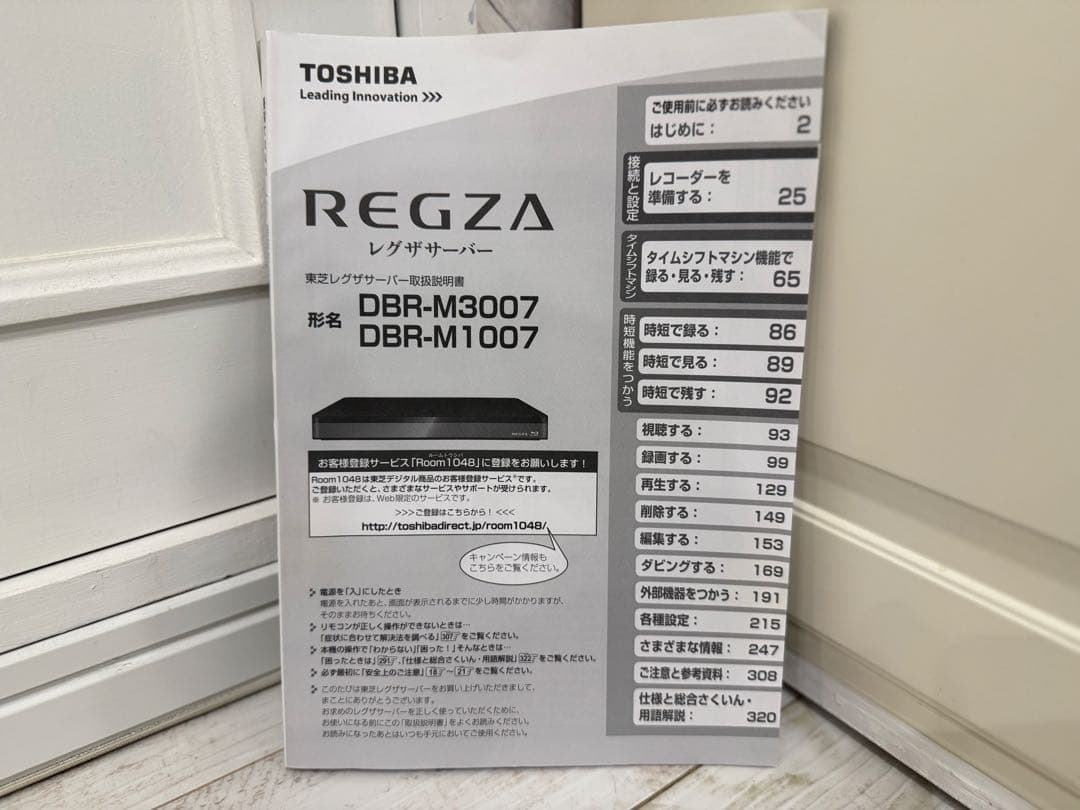 TOSHIBA
Leading Innovation >>>
REGZA
レグザサーバー
東芝レグザサーバー取扱説明書
形名
DBR-M3007
DBR-M1007
REGZA
お客様登録サービス「Room1048」に登録をお願いします!
ルームトウシバ
Room1048は東芝デジタル商品のお客様登録サービス*です。
ご登録いただくと、さまざまなサービスやサポートが受けられます。
※ お客様登録は、Web限定のサービスです。
>>>ご登録はこちらから! <<<
http://toshibadirect.jp/room1048/
キャンペーン情報も
こちらをご覧ください。
電源を「入」にしたとき
電源を入れたあと、画面が表示されるまでに少し時間がかかりますが、
そのままお待ちください。
リモコンが正しく操作ができないときは…
「症状に合わせて解決法を調べる」307をご覧ください。
本機の操作で「わからない」「困った!」そんなときは…
「困ったときは」291、「仕様と総合さくいん・用語解説」322をご覧ください。
必ず最初に「安全上のご注意」18~21をご覧ください。
このたびは東芝レグザサーバーをお買い上げいただきまして、
まことにありがとうございます。
お求めのレグザサーバーを正しく使っていただくために、
お使いになる前にこの「取扱説明書」をよくお読みください。
お読みになったあとはいつも手元においてご使用ください。
ご使用前に必ずお読みください
はじめに: 2
接続と設定
レコーダーを
準備する: 25
タイムシフトマシン
タイムシフトマシン機能で
録る・見る・残す: 65
時短機能をつかう
時短で録る: 86
時短で見る: 89
時短で残す: 92
視聴する: 93
録画する: 99
再生する: 129
削除する: 149
編集する: 153
ダビングする: 169
外部機器をつかう: 191
各種設定: 215
さまざまな情報: 247
ご注意と参考資料: 308
仕様と総合さくいん・
用語解説: 320